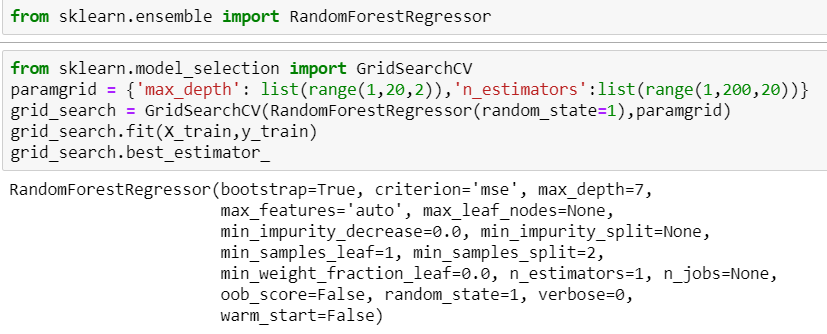 from sklearn.ensemble import RandomForestRegressor
from sklearn.model_selection import GridSearchCV
paramgrid = {'max_depth': list(range(1,20,2)),'n_estimators':list(range(1,200,20))}
grid_search = GridSearchCV(RandomForestRegressor(random_state=1),paramgrid)
grid_search.fit(X_train,y_train)
grid_search.best_estimator_
RandomForestRegressor(bootstrap=True, criterion='mse', max_depth=7,
max_features='auto', max_leaf_nodes=None,
min_impurity_decrease=0.0, min_impurity_split=None,
min_samples_leaf=1, min_samples_split=2,
min_weight_fraction_leaf=0.0, n_estimators=1, n_jobs=None,
oob_score=False, random_state=1, verbose=0,
warm_start=False)